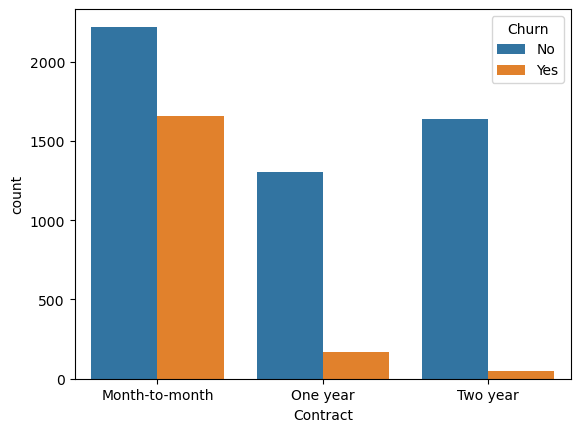 Churn
No
Yes
2000
1500
1000
500
0
count
Month-to-month
One year
Two year
Contract